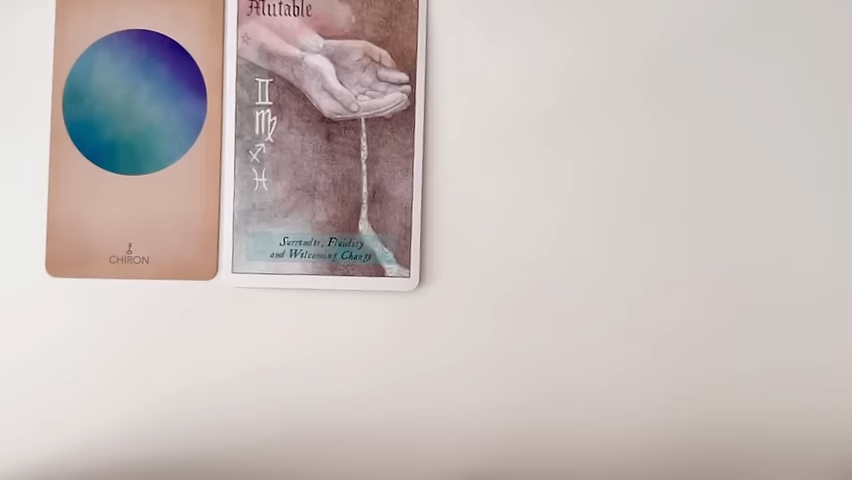 Mutable
♊
♍
♐
♓
Surrender, Fluidity
and Welcoming Change
CHIRON